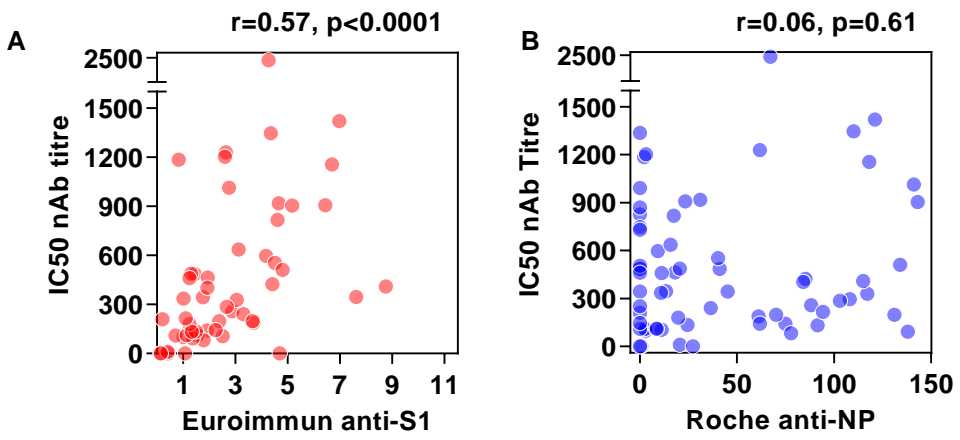 A
r=0.57, p<0.0001
IC50 nAb titre
2500
1500
1200
900
600
300
0
1 3 5 7 9 11
Euroimmun anti-S1
B
r=0.06, p=0.61
IC50 nAb Titre
2500
1500
1200
900
600
300
0
0 50 100 150
Roche anti-NP